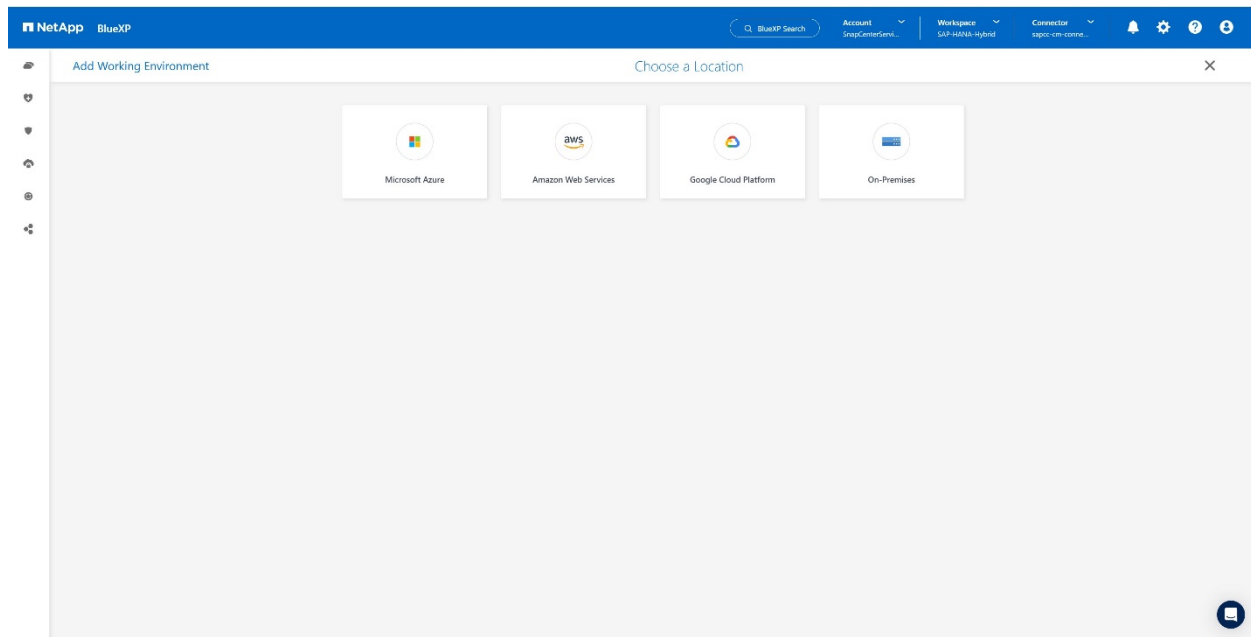 NetApp BlueXP
BlueXP Search
Account
SnapCenterServi...
Workspace
SAP-HANA-Hybrid
Connector
sapcc-cm-conne...
Add Working Environment
Choose a Location
Microsoft Azure
aws
Amazon Web Services
Google Cloud Platform
On-Premises